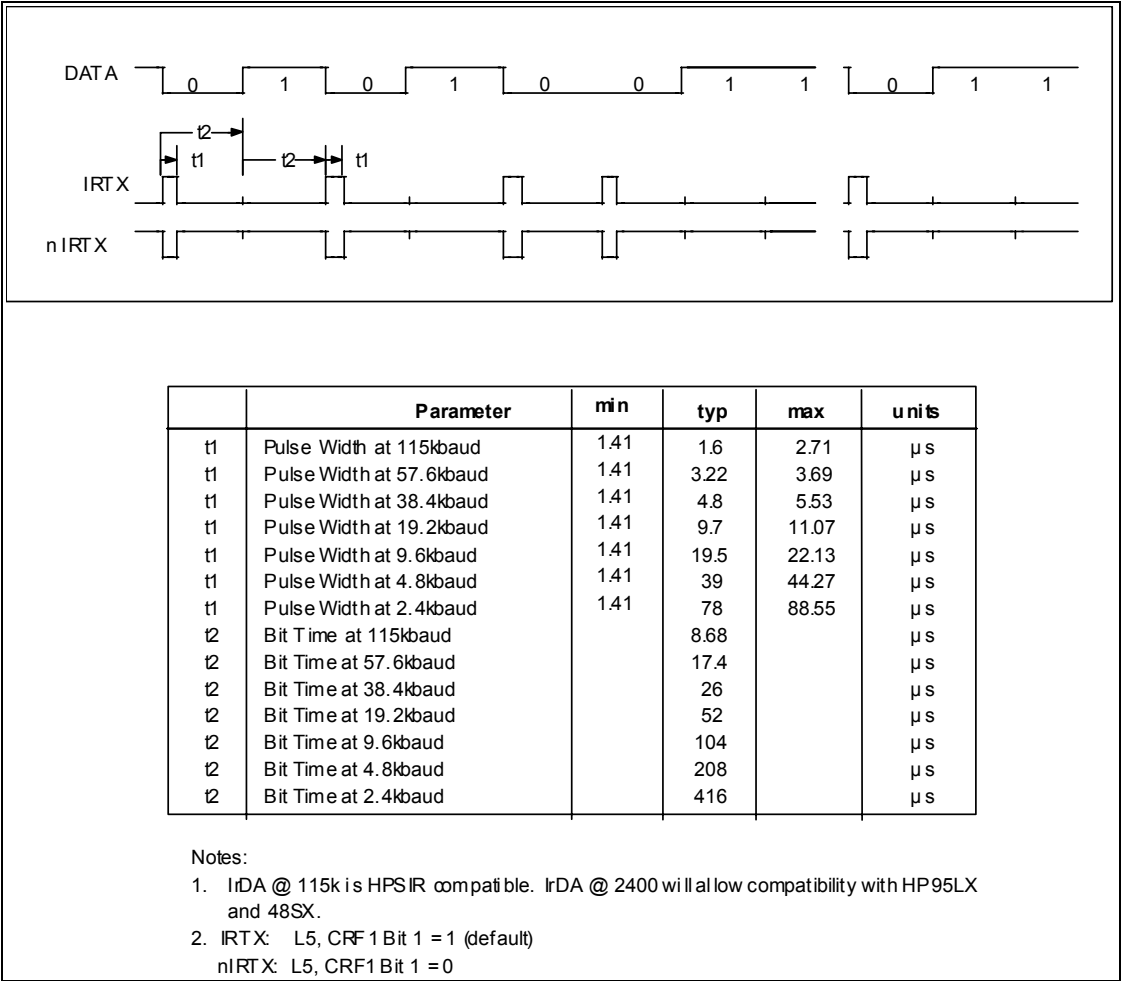 DATA 0 1 0 1 0 0 1 1 0 1 1
t2
t1 t2 t1
IRTX
nIRTX
Parameter min typ max units
t1 Pulse Width at 115kbaud 1.41 1.6 2.71 µs
t1 Pulse Width at 57.6kbaud 1.41 3.22 3.69 µs
t1 Pulse Width at 38.4kbaud 1.41 4.8 5.53 µs
t1 Pulse Width at 19.2kbaud 1.41 9.7 11.07 µs
t1 Pulse Width at 9.6kbaud 1.41 19.5 22.13 µs
t1 Pulse Width at 4.8kbaud 1.41 39 44.27 µs
t1 Pulse Width at 2.4kbaud 1.41 78 88.55 µs
t2 Bit Time at 115kbaud 8.68 µs
t2 Bit Time at 57.6kbaud 17.4 µs
t2 Bit Time at 38.4kbaud 26 µs
t2 Bit Time at 19.2kbaud 52 µs
t2 Bit Time at 9.6kbaud 104 µs
t2 Bit Time at 4.8kbaud 208 µs
t2 Bit Time at 2.4kbaud 416 µs
Notes:
1. IrDA @ 115k is HPSIR compatible. IrDA @ 2400 will allow compatibility with HP95LX
and 48SX.
2. IRTX: L5, CRF1 Bit 1 = 1 (default)
nIRTX: L5, CRF1 Bit 1 = 0